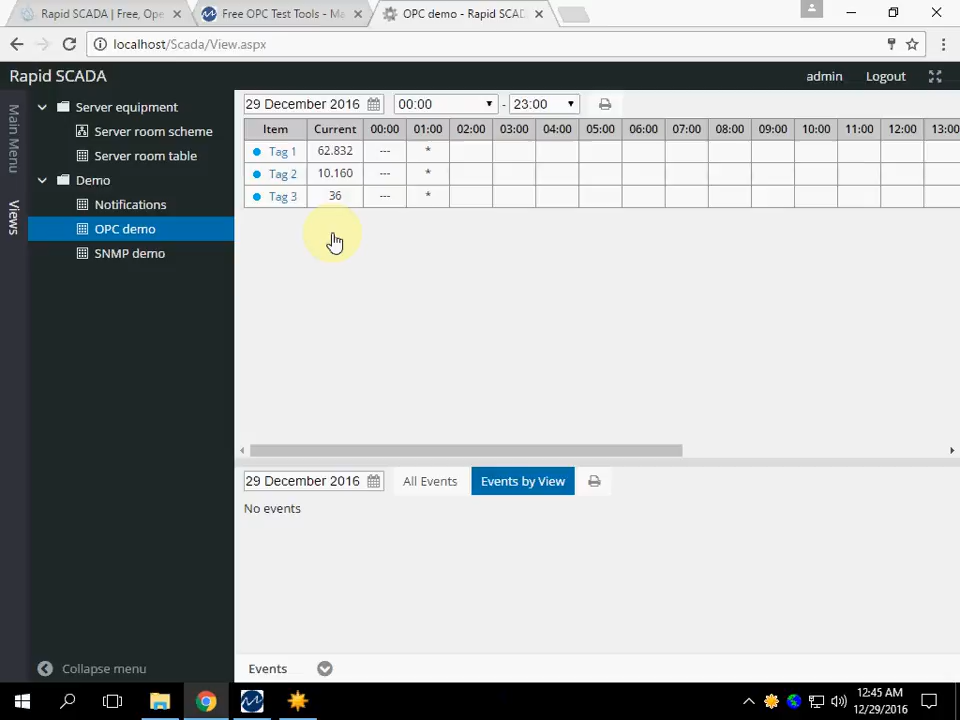 Rapid SCADA | Free, Ope
Free OPC Test Tools - Ma
OPC demo - Rapid SCAD
localhost/Scada/View.aspx
Rapid SCADA
admin
Logout
Main Menu
Views
Server equipment
Server room scheme
Server room table
Demo
Notifications
OPC demo
SNMP demo
Collapse menu
29 December 2016
00:00 - 23:00
Item Current 00:00 01:00 02:00 03:00 04:00 05:00 06:00 07:00 08:00 09:00 10:00 11:00 12:00 13:00
Tag 1 62.832 --- *
Tag 2 10.160 --- *
Tag 3 36 --- *
29 December 2016 All Events Events by View
No events
Events
12:45 AM
12/29/2016